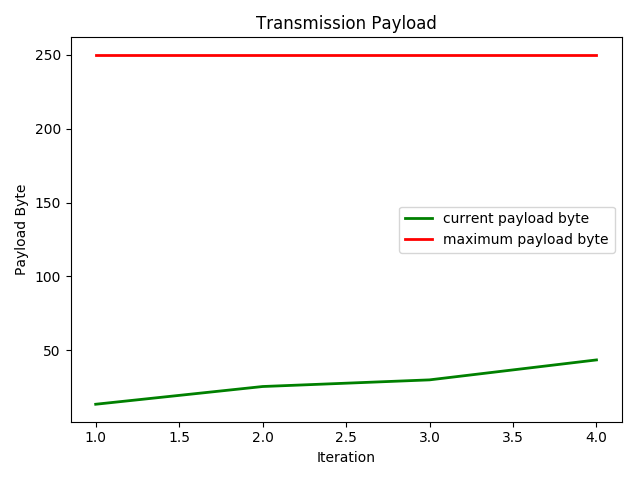 Transmission Payload
Payload Byte
250
200
150
100
50
current payload byte
maximum payload byte
1.0 1.5 2.0 2.5 3.0 3.5 4.0
Iteration